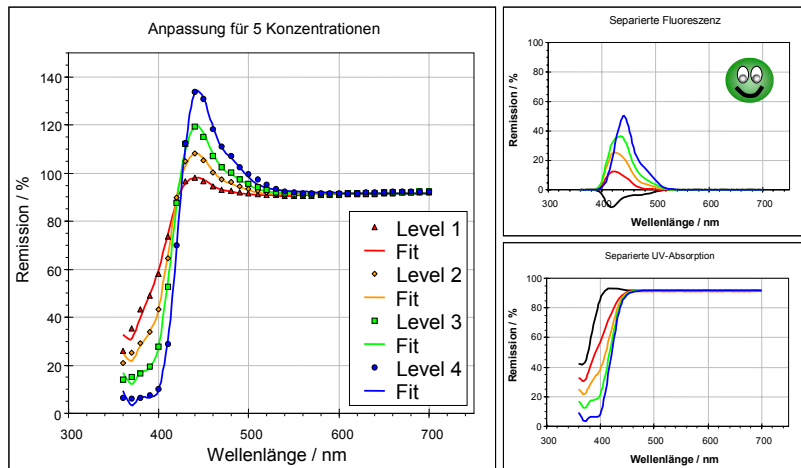 Anpassung für 5 Konzentrationen
Remission / %
140
120
100
80
60
40
20
0
300 400 500 600 700
Wellenlänge / nm
Level 1
Fit
Level 2
Fit
Level 3
Fit
Level 4
Fit
Separierte Fluoreszenz
Remission / %
100
80
60
40
20
0
300 400 500 600 700
Wellenlänge / nm
Separierte UV-Absorption
Remission / %
100
80
60
40
20
0
300 400 500 600 700
Wellenlänge / nm